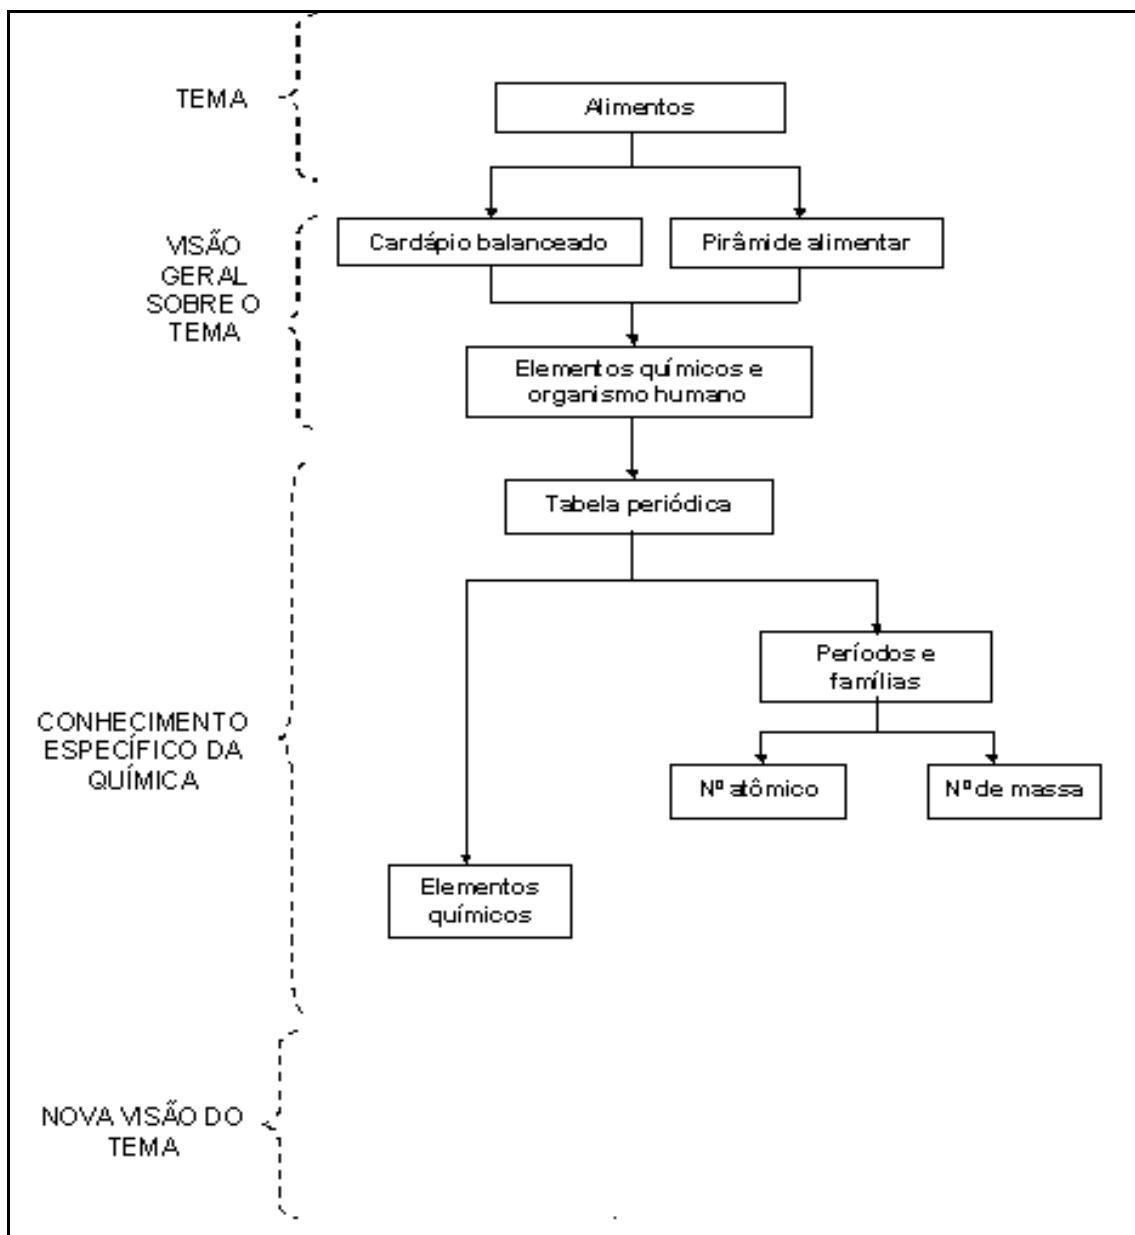 TEMA
Alimentos
VISÃO
GERAL
SOBRE O
TEMA
Cardápio balanceado
Pirâmide alimentar
Elementos químicos e
organismo humano
CONHECIMENTO
ESPECÍFICO DA
QUÍMICA
Tabela periódica
Períodos e
famílias
Nº atômico
Nº de massa
Elementos
químicos
NOVA VISÃO DO
TEMA